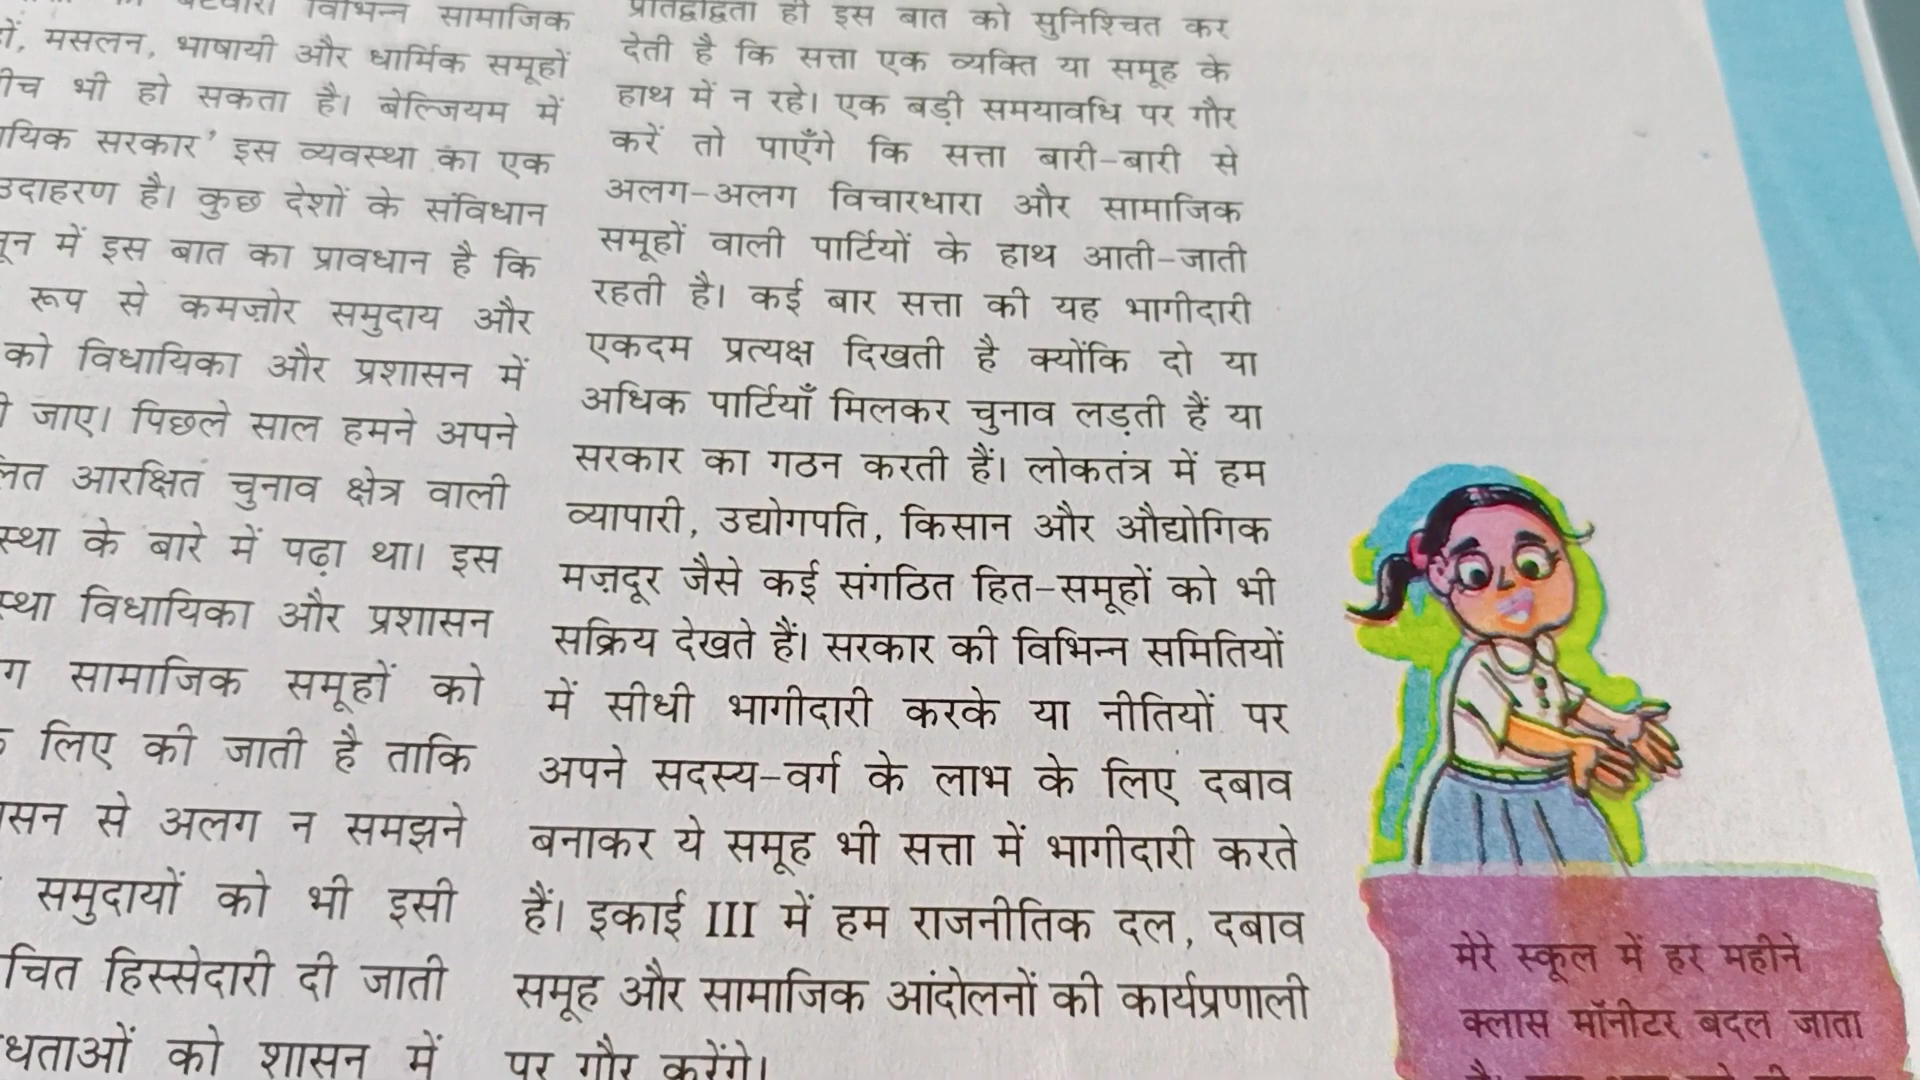 बँटवारा विभिन्न सामाजिक
मसलन, भाषायी और धार्मिक समूहों
भी हो सकता है। बेल्जियम में
सरकार' इस व्यवस्था का एक
उदाहरण है। कुछ देशों के संविधान
में इस बात का प्रावधान है कि
रूप से कमज़ोर समुदाय और
को विधायिका और प्रशासन में
जाए। पिछले साल हमने अपने
आरक्षित चुनाव क्षेत्र वाली
के बारे में पढ़ा था। इस
विधायिका और प्रशासन
सामाजिक समूहों को
लिए की जाती है ताकि
से अलग न समझने
समुदायों को भी इसी
हिस्सेदारी दी जाती
को शासन में
प्रतिद्वंद्विता ही इस बात को सुनिश्चित कर
देती है कि सत्ता एक व्यक्ति या समूह के
हाथ में न रहे। एक बड़ी समयावधि पर गौर
करें तो पाएँगे कि सत्ता बारी-बारी से
अलग-अलग विचारधारा और सामाजिक
समूहों वाली पार्टियों के हाथ आती-जाती
रहती है। कई बार सत्ता की यह भागीदारी
एकदम प्रत्यक्ष दिखती है क्योंकि दो या
अधिक पार्टियाँ मिलकर चुनाव लड़ती हैं या
सरकार का गठन करती हैं। लोकतंत्र में हम
व्यापारी, उद्योगपति, किसान और औद्योगिक
मज़दूर जैसे कई संगठित हित-समूहों को भी
सक्रिय देखते हैं। सरकार की विभिन्न समितियों
में सीधी भागीदारी करके या नीतियों पर
अपने सदस्य-वर्ग के लाभ के लिए दबाव
बनाकर ये समूह भी सत्ता में भागीदारी करते
हैं। इकाई III में हम राजनीतिक दल, दबाव
समूह और सामाजिक आंदोलनों की कार्यप्रणाली
पर गौर करेंगे।
मेरे स्कूल में हर महीने
क्लास मॉनीटर बदल जाता